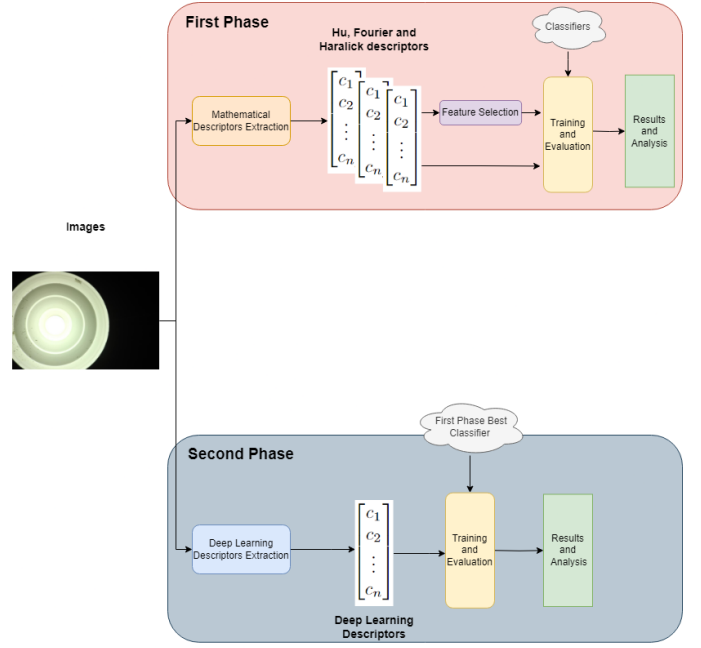 First Phase
Hu, Fourier and
Haralick descriptors
Classifiers
Mathematical
Descriptors Extraction
c1
c2
⋮
cn
c1
c2
⋮
cn
c1
c2
⋮
cn
Feature Selection
Training
and
Evaluation
Results
and
Analysis
Images
First Phase Best
Classifier
Second Phase
Deep Learning
Descriptors Extraction
c1
c2
⋮
cn
Training
and
Evaluation
Results
and
Analysis
Deep Learning
Descriptors